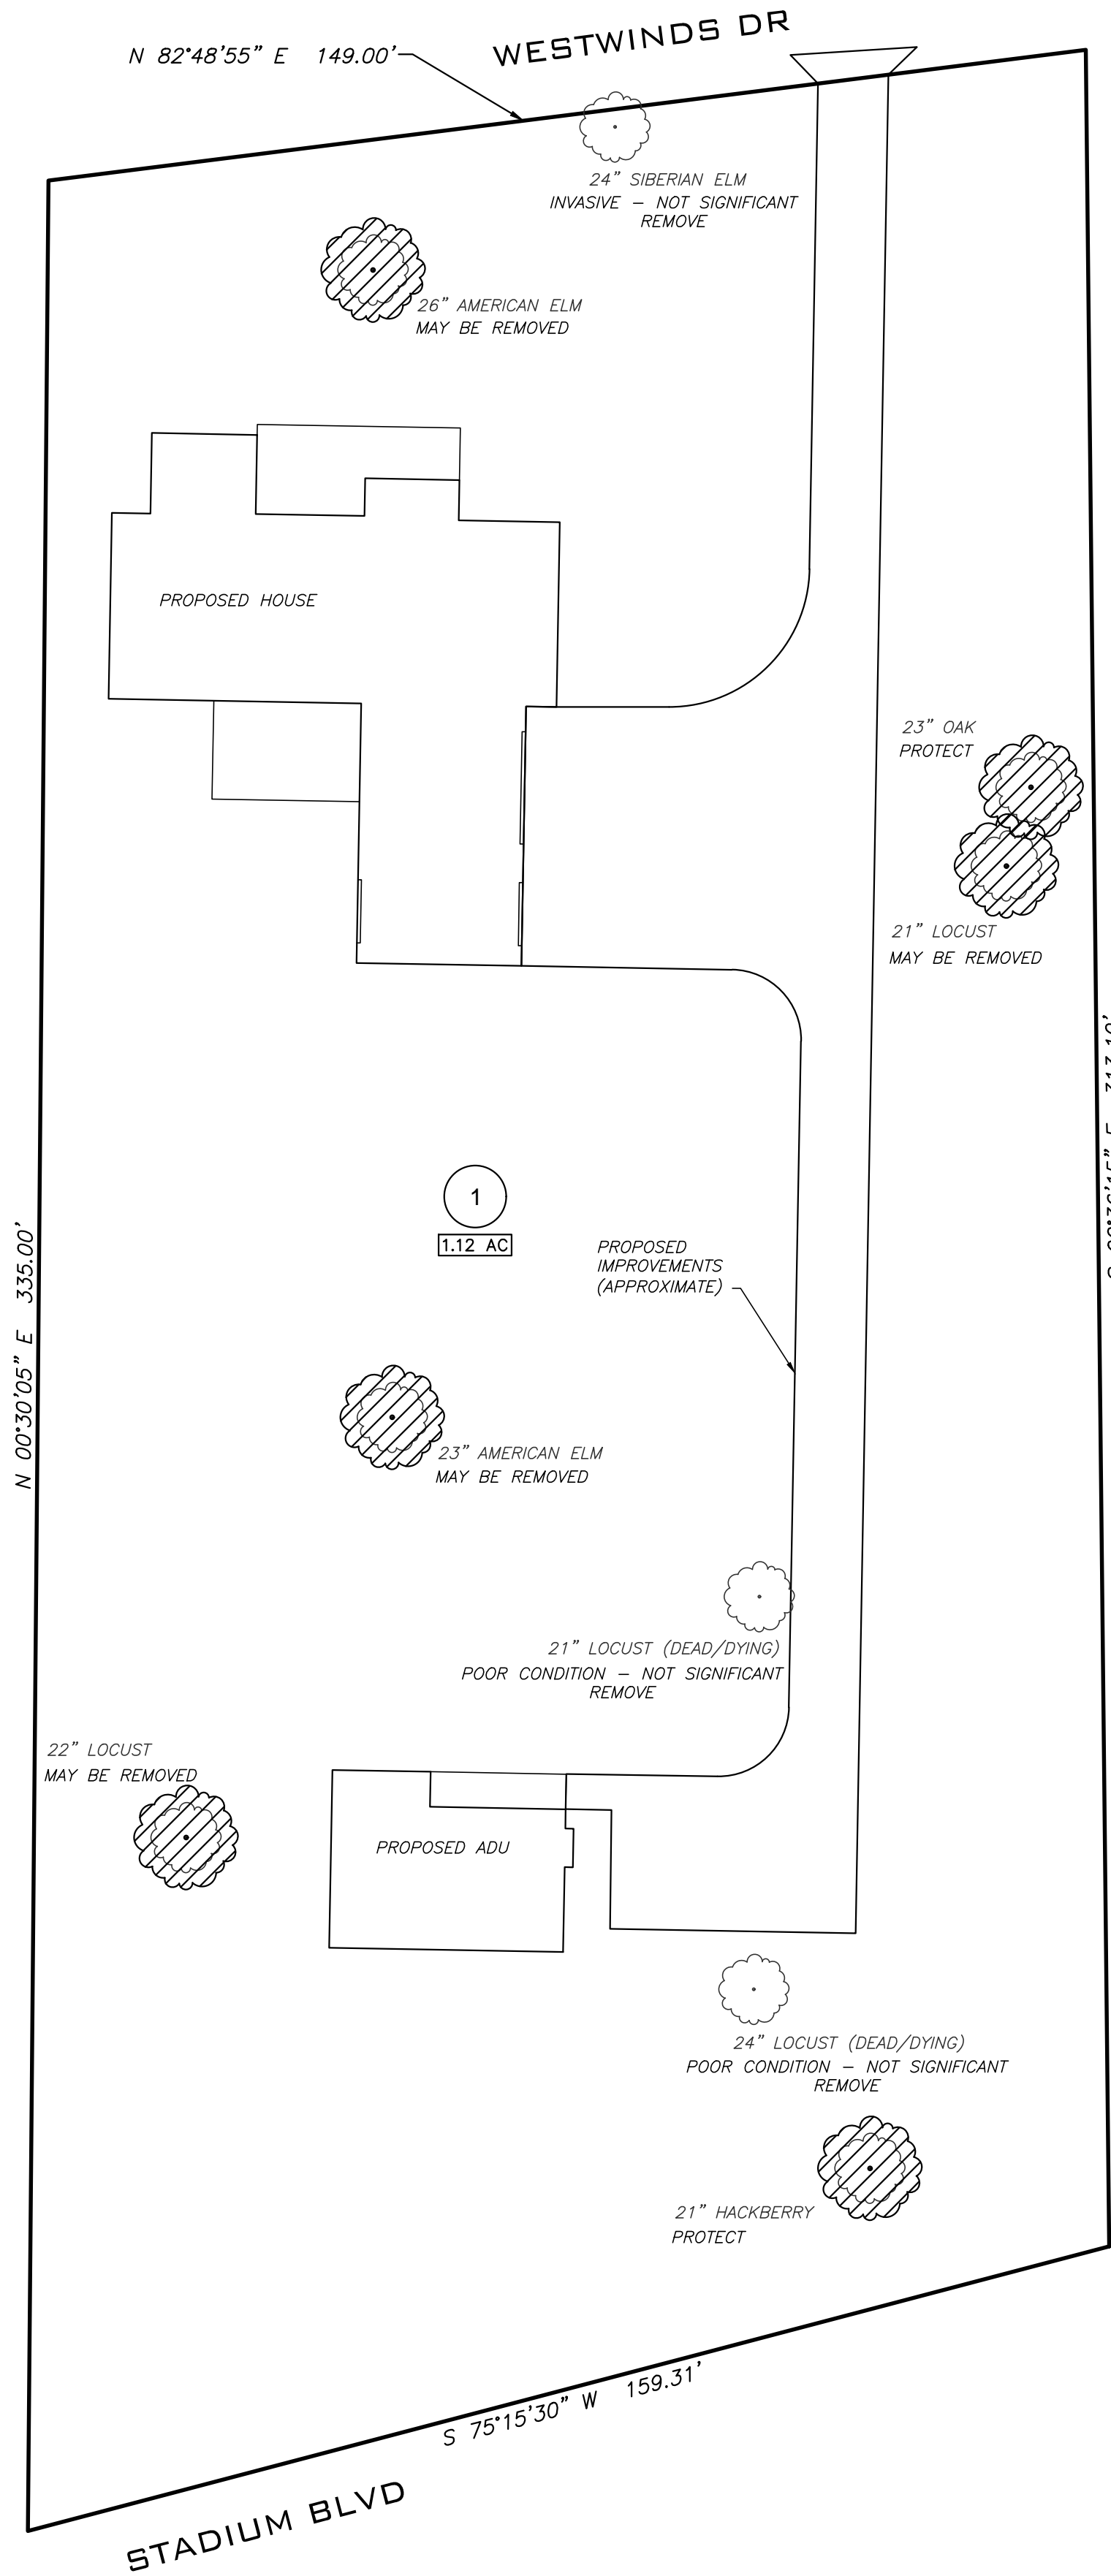 WESTWINDS DR
N 82°48'55" E 149.00'
24" SIBERIAN ELM
INVASIVE – NOT SIGNIFICANT
REMOVE
26" AMERICAN ELM
MAY BE REMOVED
PROPOSED HOUSE
23" OAK
PROTECT
21" LOCUST
MAY BE REMOVED
1
1.12 AC
PROPOSED
IMPROVEMENTS
(APPROXIMATE)
N 00°30'05" E 335.00'
23" AMERICAN ELM
MAY BE REMOVED
21" LOCUST (DEAD/DYING)
POOR CONDITION – NOT SIGNIFICANT
REMOVE
22" LOCUST
MAY BE REMOVED
PROPOSED ADU
24" LOCUST (DEAD/DYING)
POOR CONDITION – NOT SIGNIFICANT
REMOVE
21" HACKBERRY
PROTECT
S 75°15'30" W 159.31'
STADIUM BLVD